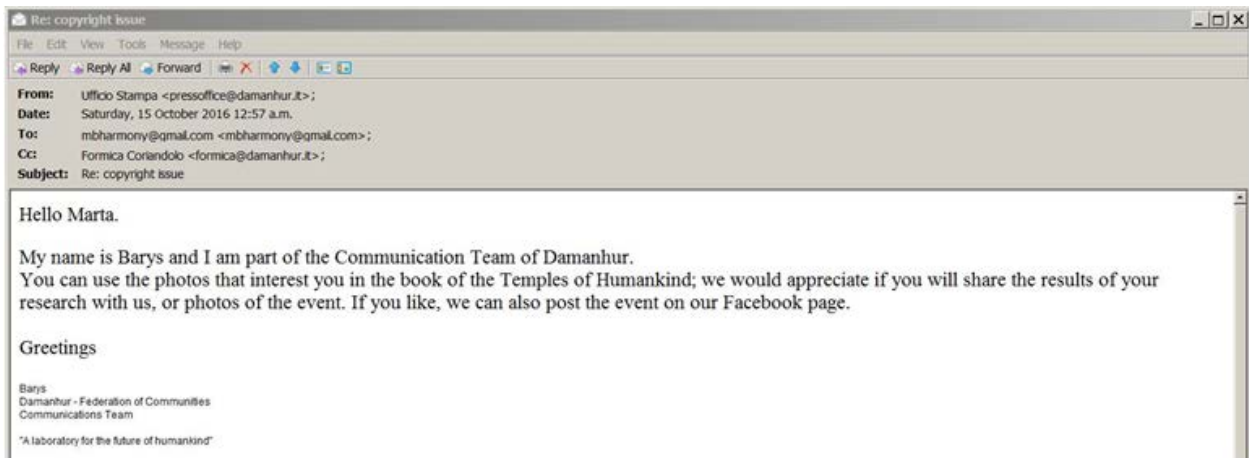 Re: copyright issue
File Edit View Tools Message Help
Reply Reply All Forward
From: Ufficio Stampa <pressoffice@damanhur.it>;
Date: Saturday, 15 October 2016 12:57 a.m.
To: mbharmony@gmail.com <mbharmony@gmail.com>;
Cc: Formica Coriandolo <formica@damanhur.it>;
Subject: Re: copyright issue
Hello Marta.
My name is Barys and I am part of the Communication Team of Damanhur.
You can use the photos that interest you in the book of the Temples of Humankind; we would appreciate if you will share the results of your
research with us, or photos of the event. If you like, we can also post the event on our Facebook page.
Greetings
Barys
Damanhur - Federation of Communities
Communications Team
"A laboratory for the future of humankind"